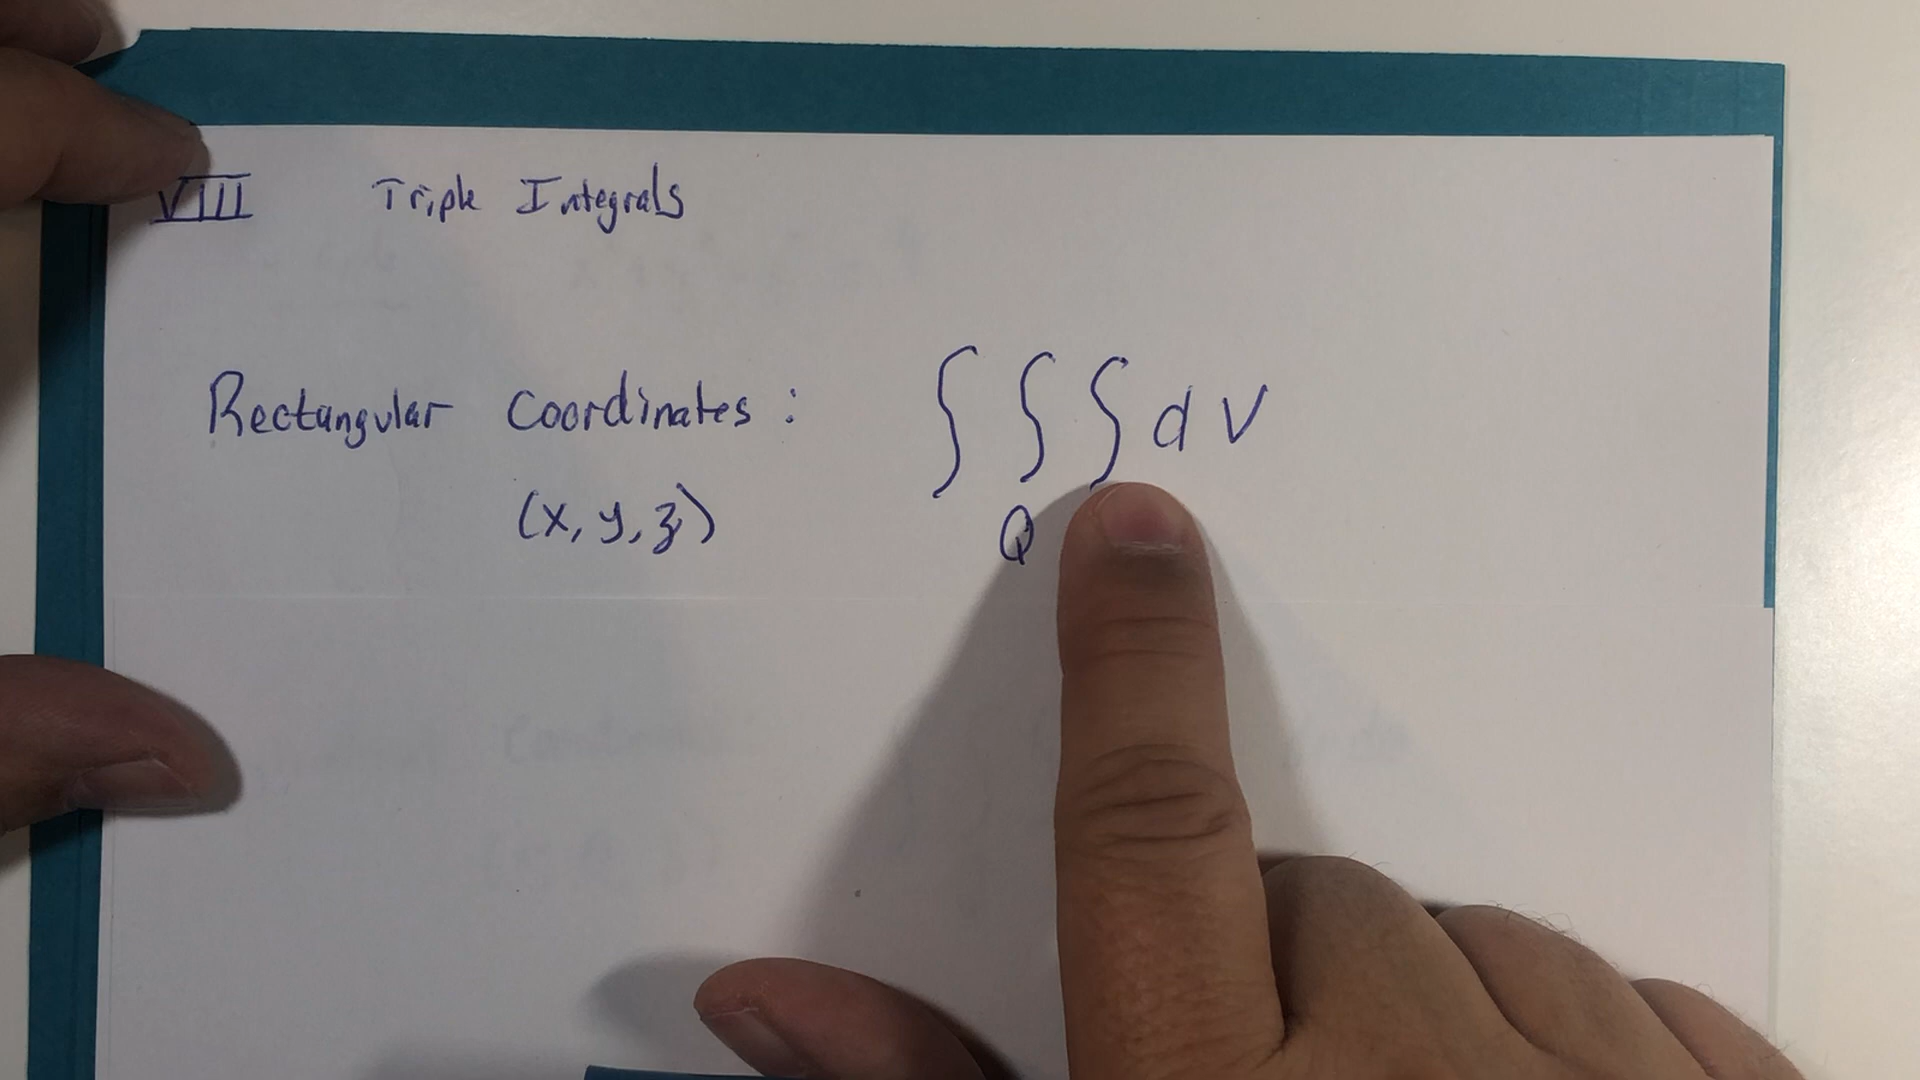 VIII Triple Integrals
Rectangular Coordinates : ∫∫∫ dV
(x, y, z) Q